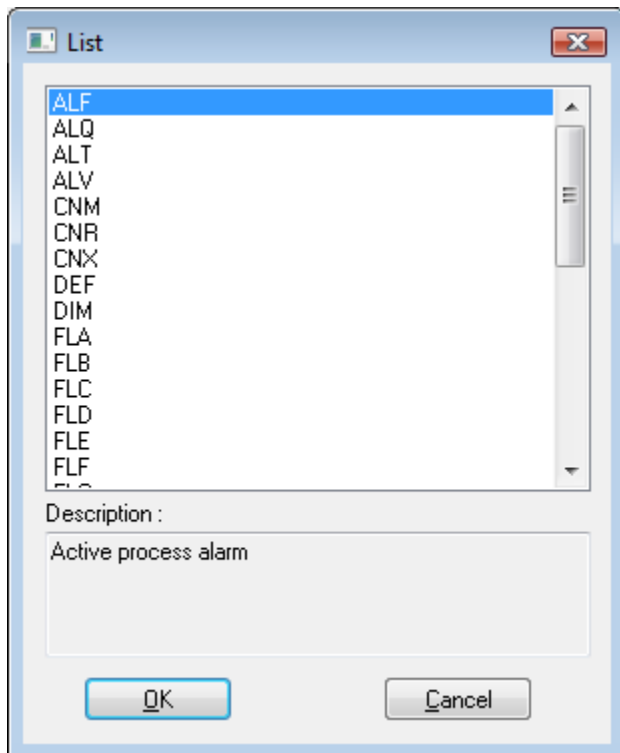 List
ALF
ALQ
ALT
ALV
CNM
CNR
CNX
DEF
DIM
FLA
FLB
FLC
FLD
FLE
FLF
Description :
Active process alarm
OK
Cancel